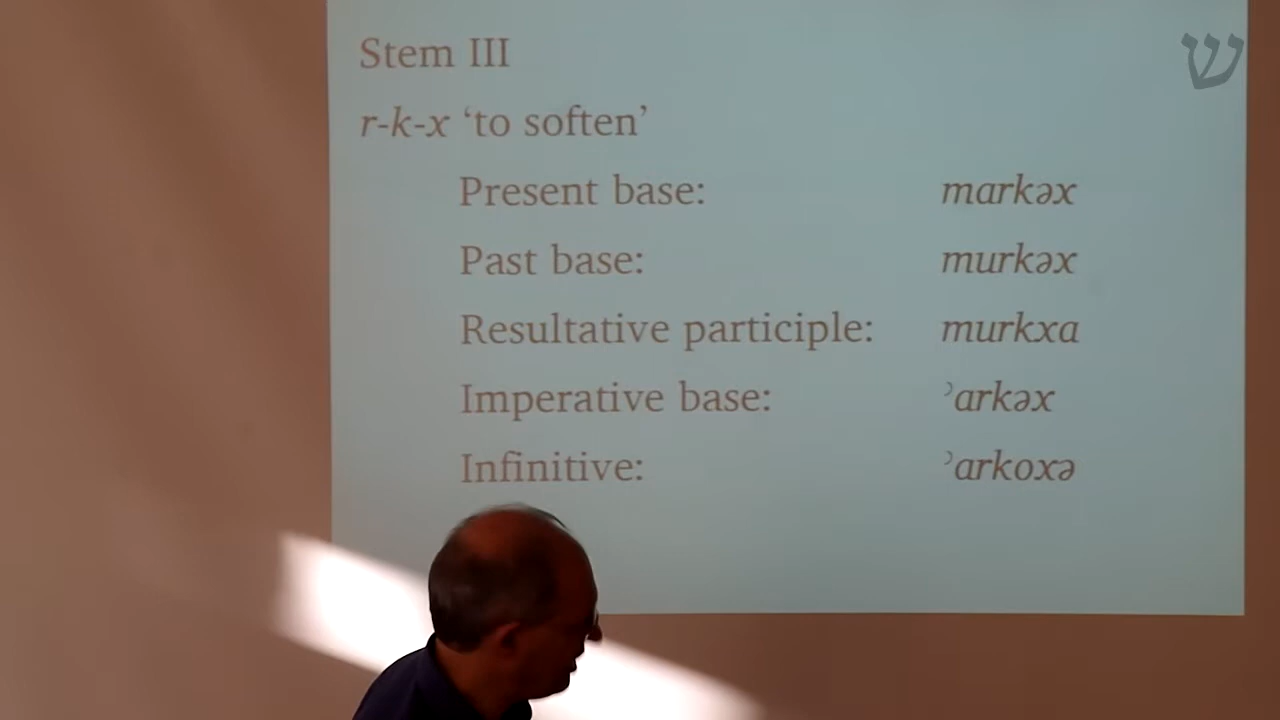 Stem III
ש
r-k-x ‘to soften’
Present base: markəx
Past base: murkəx
Resultative participle: murkxa
Imperative base: ʾarkəx
Infinitive: ʾarkoxə